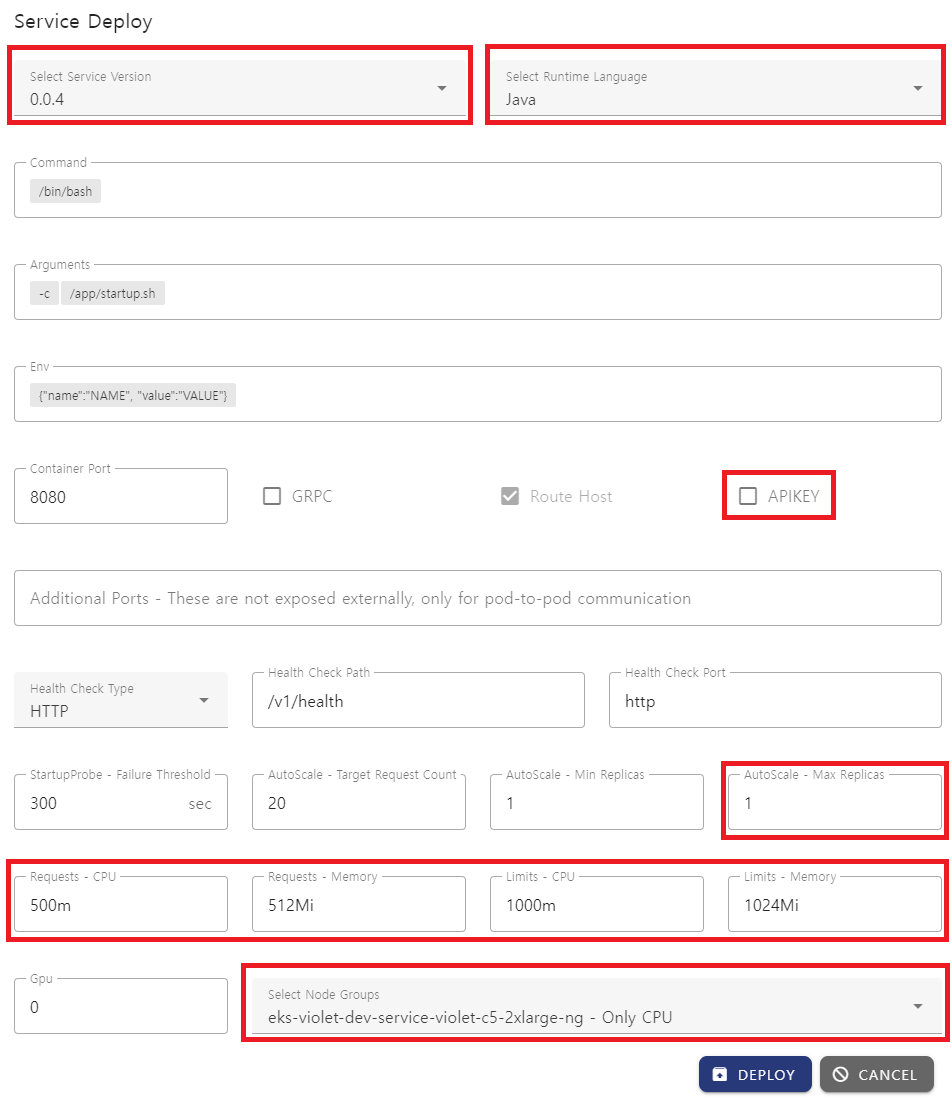 Service Deploy
Select Service Version
0.0.4
Select Runtime Language
Java
Command
/bin/bash
Arguments
-c /app/startup.sh
Env
{"name":"NAME", "value":"VALUE"}
Container Port
8080
GRPC
Route Host
APIKEY
Additional Ports - These are not exposed externally, only for pod-to-pod communication
Health Check Type
HTTP
Health Check Path
/v1/health
Health Check Port
http
StartupProbe - Failure Threshold
300 sec
AutoScale - Target Request Count
20
AutoScale - Min Replicas
1
AutoScale - Max Replicas
1
Requests - CPU
500m
Requests - Memory
512Mi
Limits - CPU
1000m
Limits - Memory
1024Mi
Gpu
0
Select Node Groups
eks-violet-dev-service-violet-c5-2xlarge-ng - Only CPU
DEPLOY
CANCEL